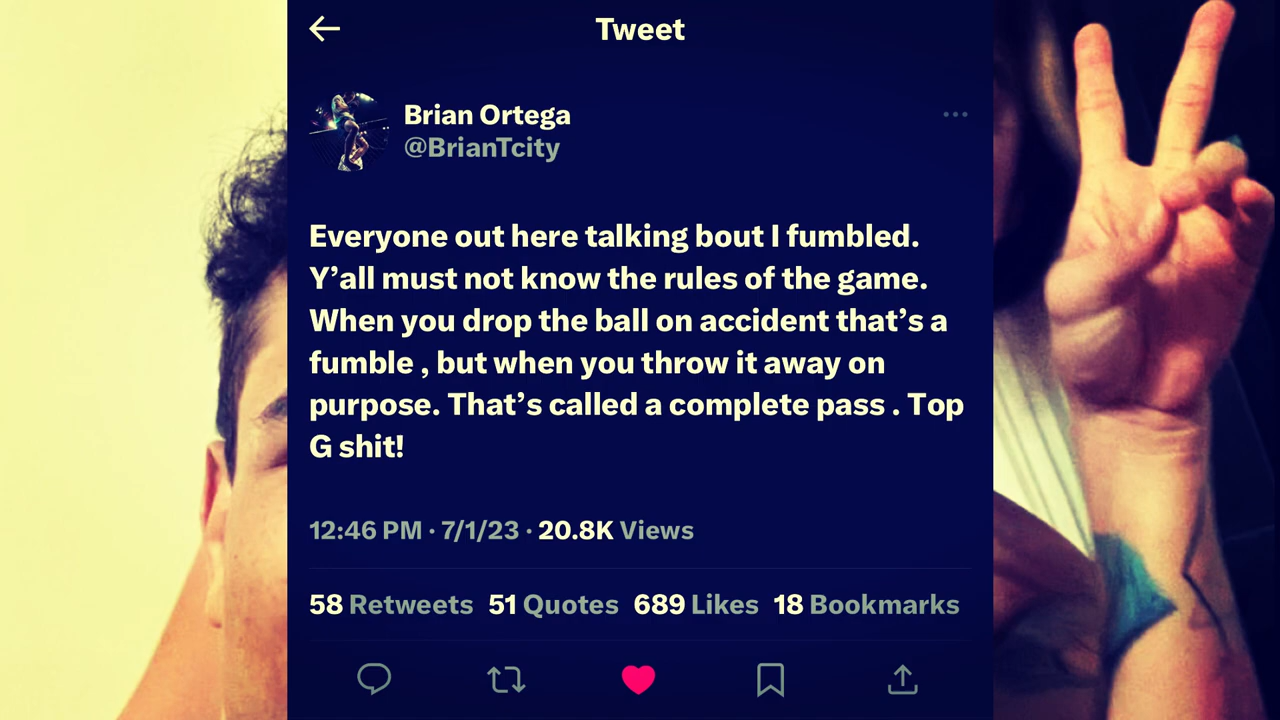 Tweet
Brian Ortega
@BrianTcity
Everyone out here talking bout I fumbled.
Y’all must not know the rules of the game.
When you drop the ball on accident that’s a
fumble , but when you throw it away on
purpose. That’s called a complete pass . Top
G shit!
12:46 PM · 7/1/23 · 20.8K Views
58 Retweets 51 Quotes 689 Likes 18 Bookmarks